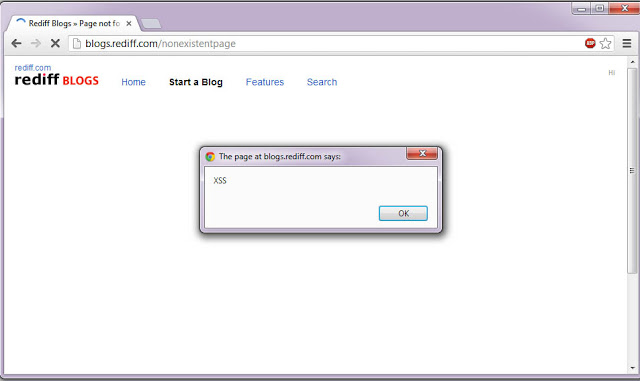 Rediff Blogs » Page not fo
blogs.rediff.com/nonexistentpage
ABP
rediff.com
rediff BLOGS Home Start a Blog Features Search
Hi
The page at blogs.rediff.com says:
XSS
OK